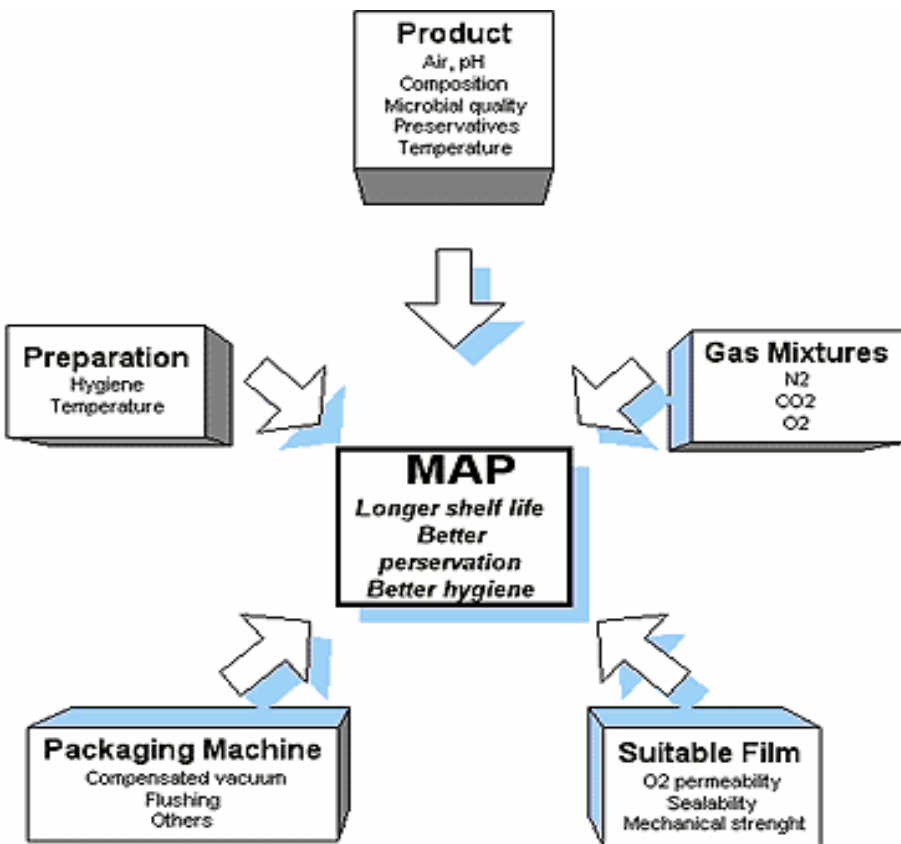 Product
Air, pH
Composition
Microbial quality
Preservatives
Temperature
Preparation
Hygiene
Temperature
Gas Mixtures
N2
CO2
O2
MAP
Longer shelf life
Better
perservation
Better hygiene
Packaging Machine
Compensated vacuum
Flushing
Others
Suitable Film
O2 permeability
Sealability
Mechanical strenght